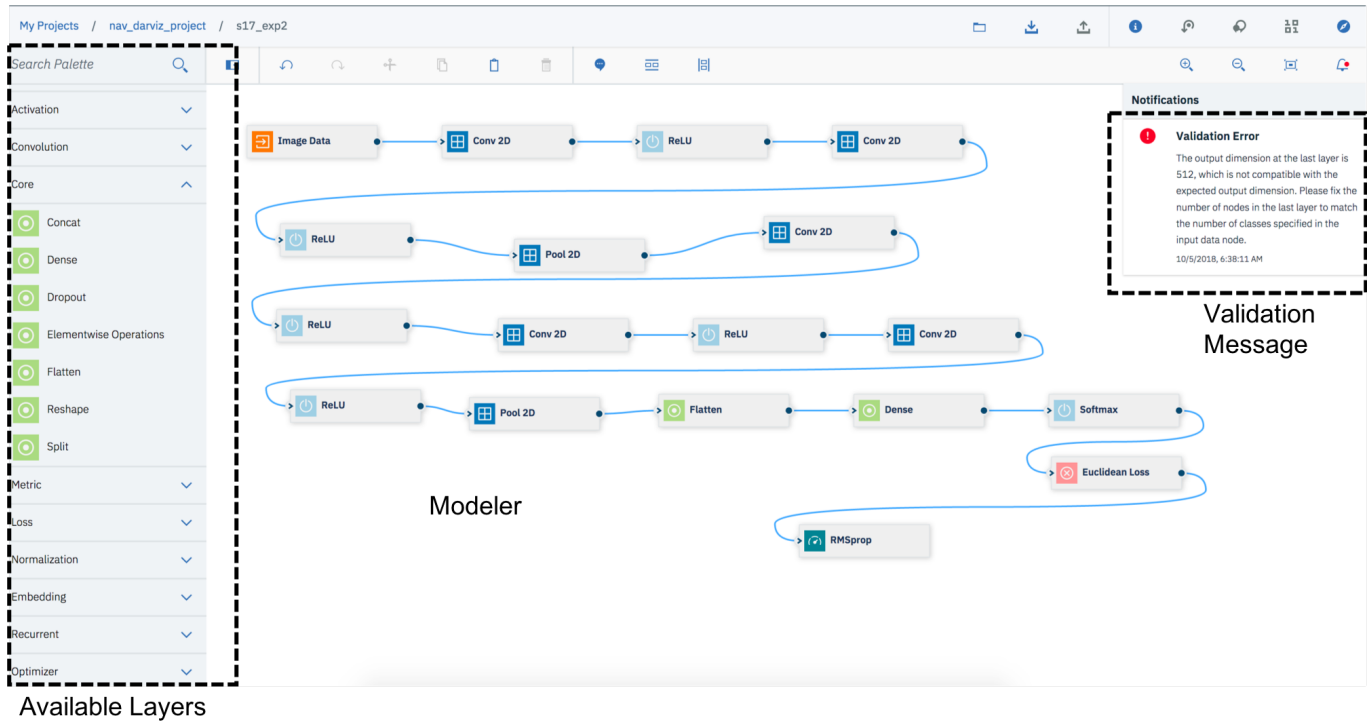 My Projects / nav_darviz_project / s17_exp2
Search Palette
Activation
Convolution
Core
Concat
Dense
Dropout
Elementwise Operations
Flatten
Reshape
Split
Metric
Loss
Normalization
Embedding
Recurrent
Optimizer
Available Layers
Image Data
Conv 2D
ReLU
Conv 2D
ReLU
Pool 2D
Conv 2D
ReLU
Conv 2D
ReLU
Conv 2D
ReLU
Pool 2D
Flatten
Dense
Softmax
Euclidean Loss
RMSprop
Modeler
Notifications
Validation Error
The output dimension at the last layer is
512, which is not compatible with the
expected output dimension. Please fix the
number of nodes in the last layer to match
the number of classes specified in the
input data node.
10/5/2018, 6:38:11 AM
Validation
Message